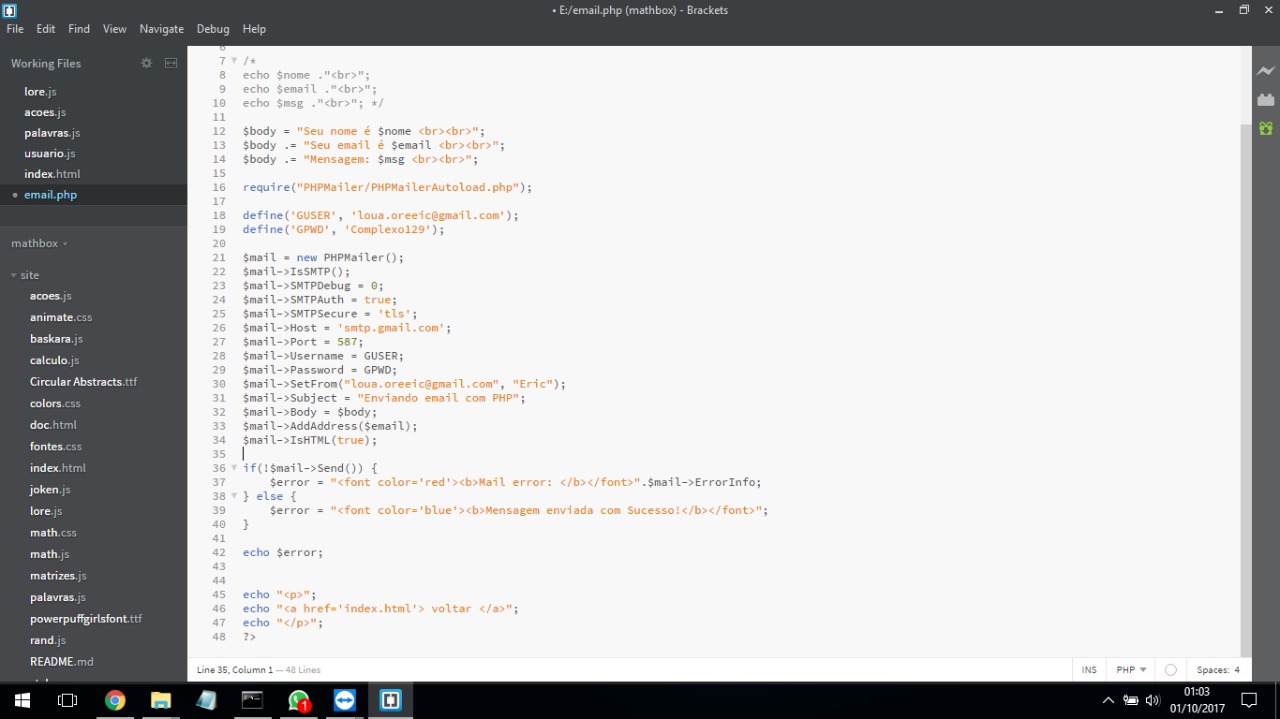 • E:/email.php (mathbox) - Brackets
File Edit Find View Navigate Debug Help
Working Files
lore.js
acoes.js
palavras.js
usuario.js
index.html
email.php
mathbox
site
acoes.js
animate.css
baskara.js
calculo.js
Circular Abstracts.ttf
colors.css
doc.html
fontes.css
index.html
joken.js
lore.js
math.css
math.js
matrizes.js
palavras.js
powerpuffgirlsfont.ttf
rand.js
README.md
6
7 /*
8 echo $nome ."<br>";
9 echo $email ."<br>";
10 echo $msg ."<br>"; */
11
12 $body = "Seu nome é $nome <br><br>";
13 $body .= "Seu email é $email <br><br>";
14 $body .= "Mensagem: $msg <br><br>";
15
16 require("PHPMailer/PHPMailerAutoload.php");
17
18 define('GUSER', 'loua.oreeic@gmail.com');
19 define('GPWD', 'Complexo129');
20
21 $mail = new PHPMailer();
22 $mail->IsSMTP();
23 $mail->SMTPDebug = 0;
24 $mail->SMTPAuth = true;
25 $mail->SMTPSecure = 'tls';
26 $mail->Host = 'smtp.gmail.com';
27 $mail->Port = 587;
28 $mail->Username = GUSER;
29 $mail->Password = GPWD;
30 $mail->SetFrom("loua.oreeic@gmail.com", "Eric");
31 $mail->Subject = "Enviando email com PHP";
32 $mail->Body = $body;
33 $mail->AddAddress($email);
34 $mail->IsHTML(true);
35
36 if(!$mail->Send()) {
37 $error = "<font color='red'><b>Mail error: </b></font>".$mail->ErrorInfo;
38 } else {
39 $error = "<font color='blue'><b>Mensagem enviada com Sucesso!</b></font>";
40 }
41
42 echo $error;
43
44
45 echo "<p>";
46 echo "<a href='index.html'> voltar </a>";
47 echo "</p>";
48 ?>
Line 35, Column 1 — 48 Lines
INS PHP Spaces: 4
1
01:03
01/10/2017